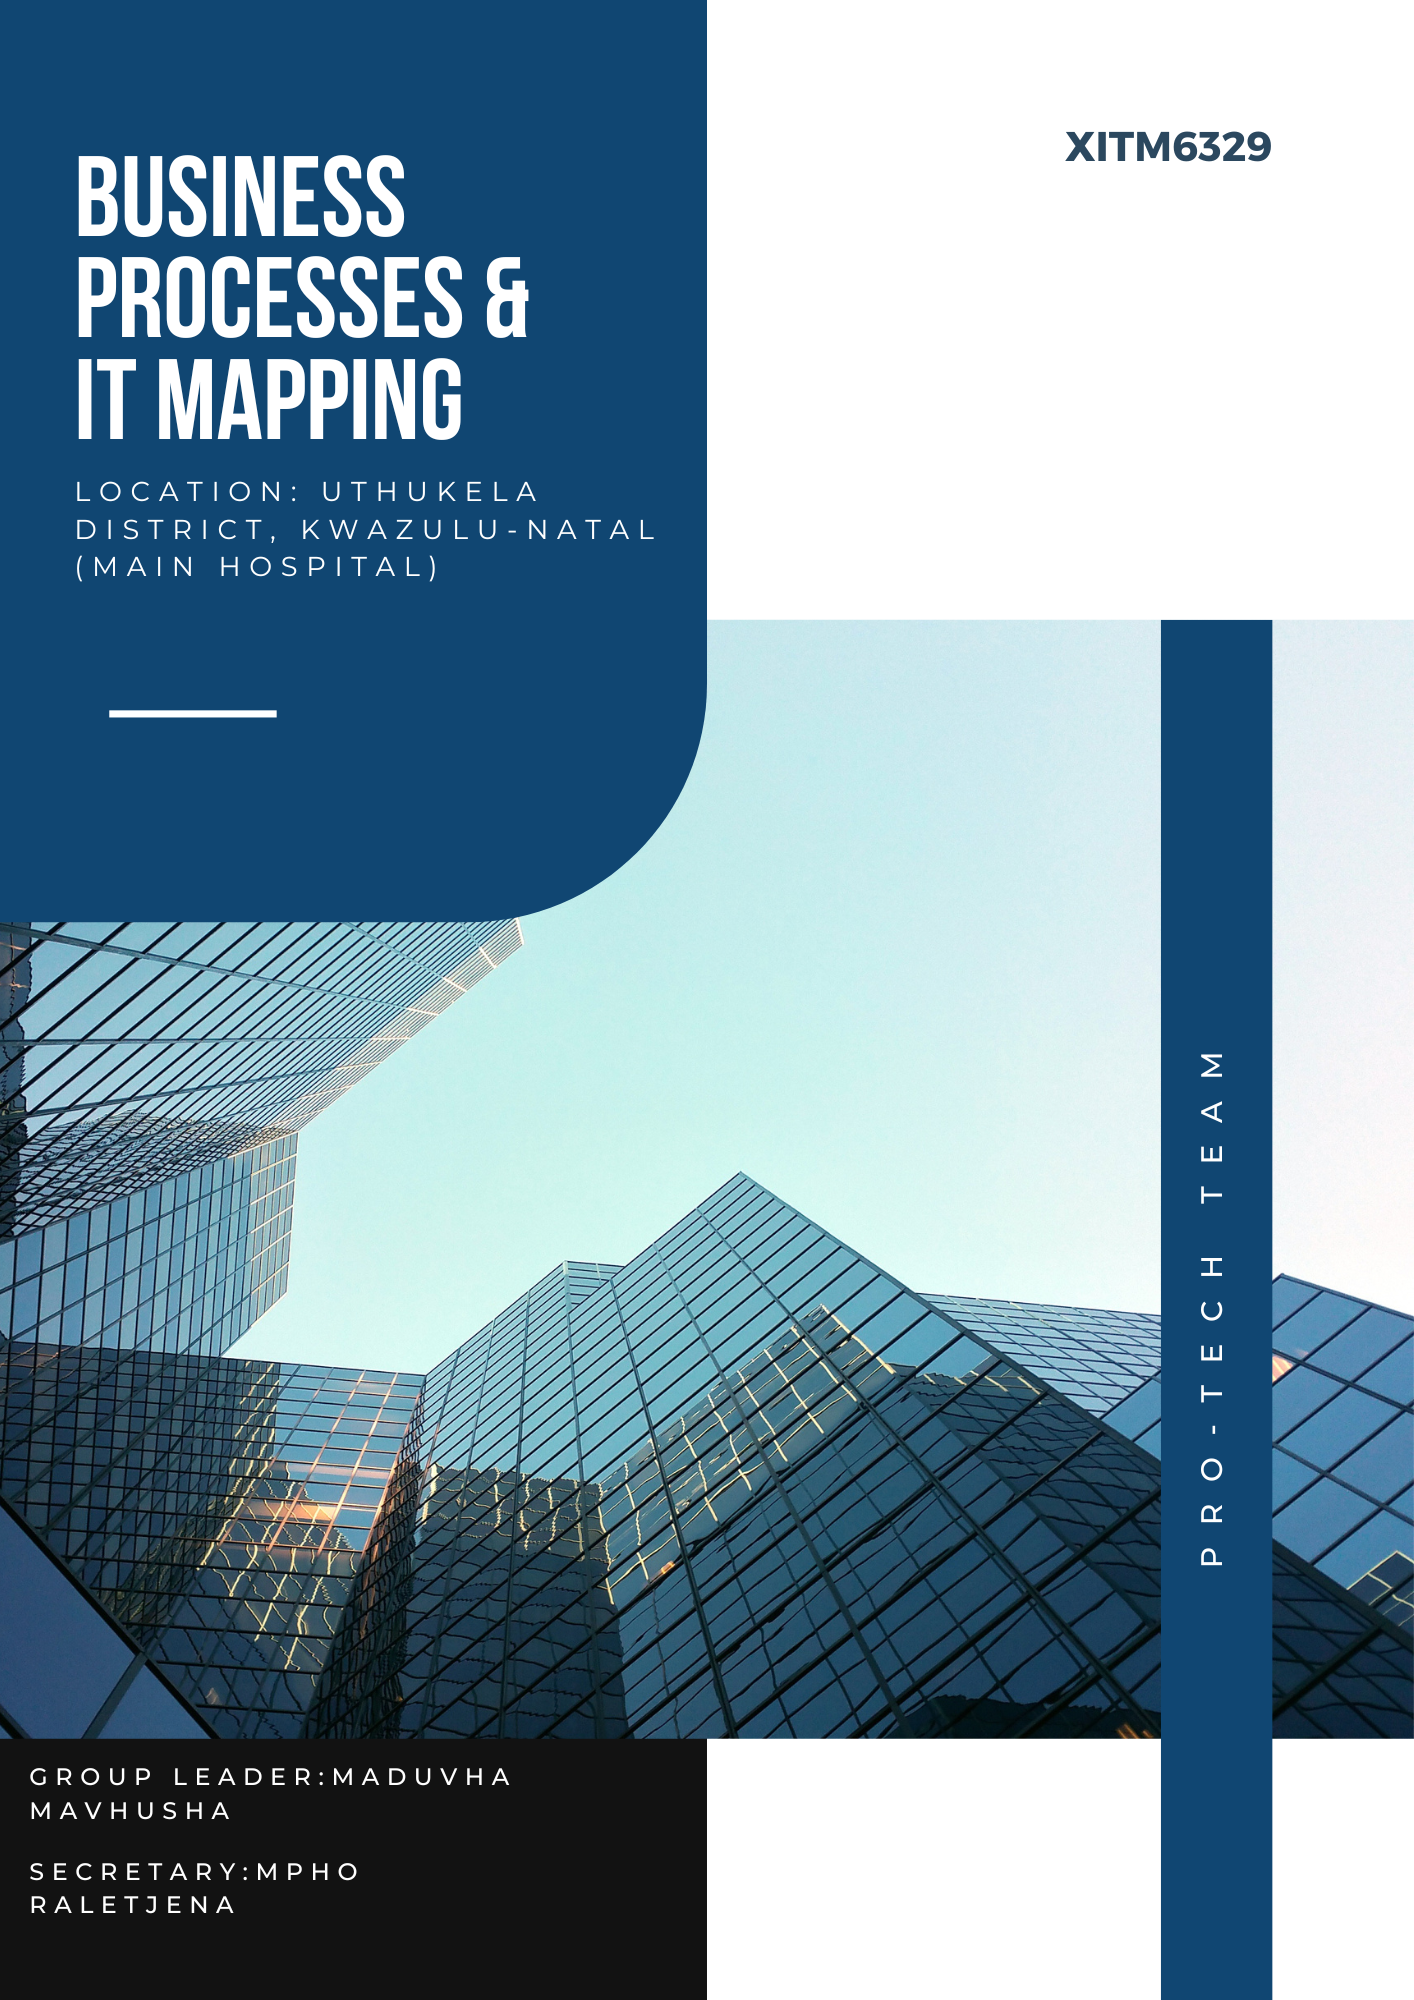 BUSINESS
PROCESSES &
IT MAPPING
LOCATION: UTHUKELA
DISTRICT, KWAZULU-NATAL
(MAIN HOSPITAL)
XITM6329
PRO-TECH TEAM
GROUP LEADER:MADUVHA
MAVHUSHA
SECRETARY:MPHO
RALETJENA